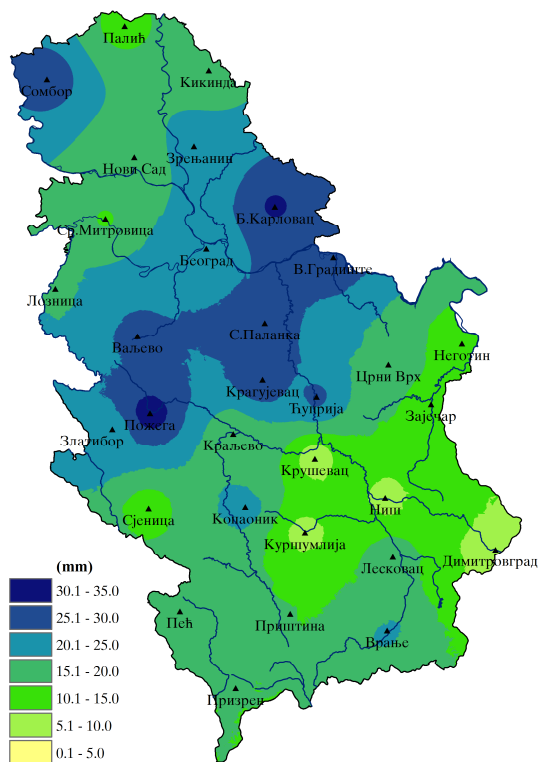 Палић
Сомбор
Кикинда
Нови Сад
Зрењанин
Б.Карловац
Ср.Митровица
Београд
В.Градиште
Лозница
Ваљево
С.Паланка
Неготин
Црни Врх
Крагујевац
Ћуприја
Зајечар
Пожега
Златибор
Краљево
Крушевац
Сјеница
Копаоник
Ниш
Куршумлија
Димитровград
Лесковац
Пећ
Приштина
Врање
Призрен
(mm)
30.1 - 35.0
25.1 - 30.0
20.1 - 25.0
15.1 - 20.0
10.1 - 15.0
5.1 - 10.0
0.1 - 5.0